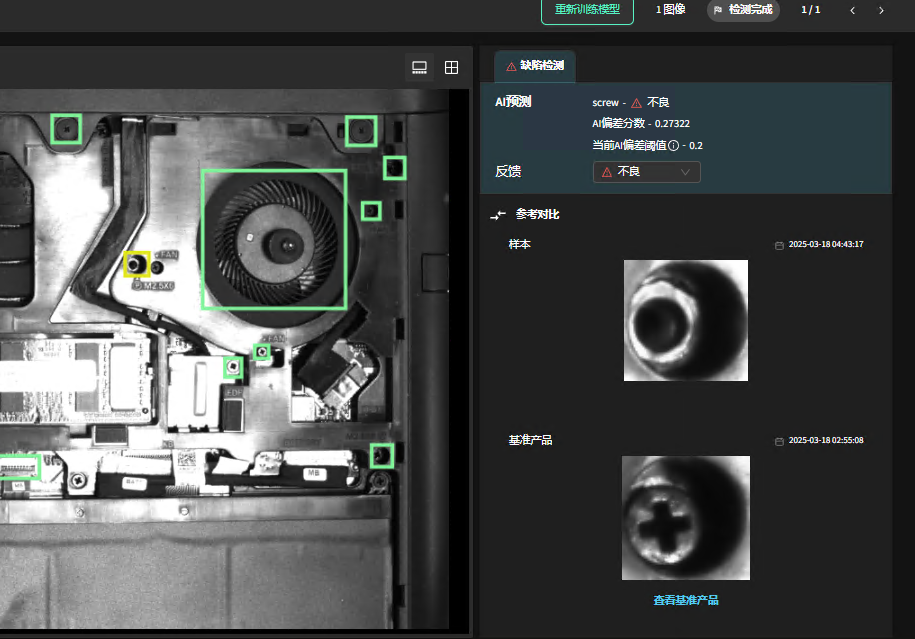 重新训练模型
1 图像
检测完成
1 / 1
缺陷检测
AI预测
screw - 不良
AI偏差分数 - 0.27322
当前AI偏差阈值 - 0.2
反馈
不良
参考对比
样本
2025-03-18 04:43:17
基准产品
2025-03-18 02:55:08
查看基准产品
FAN
M2.5X6
FAN
EDP
BATT
MB